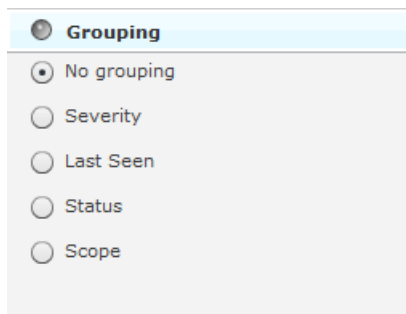 Grouping
No grouping
Severity
Last Seen
Status
Scope